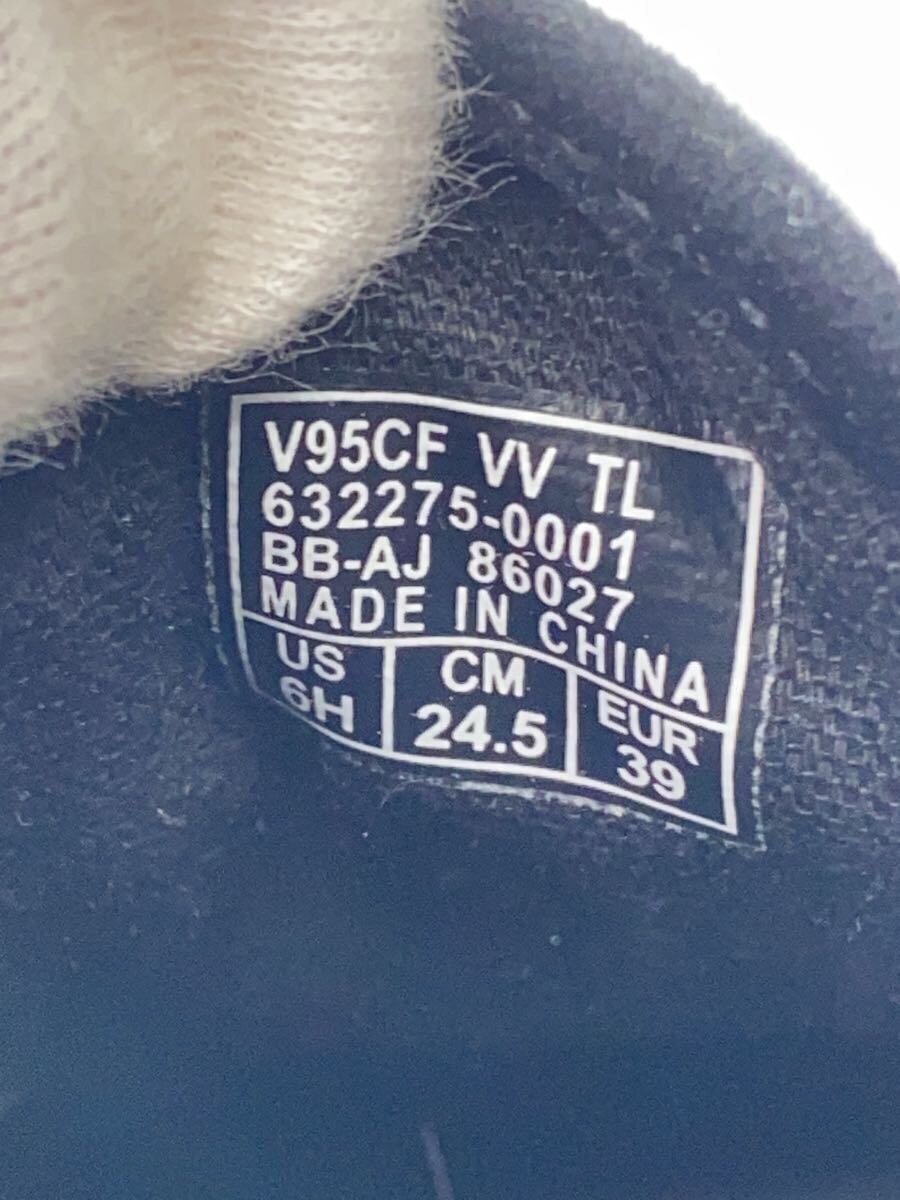 V95CF VV TL
632275-0001
BB-AJ 86027
MADE IN CHINA
US CM EUR
6H 24.5 39